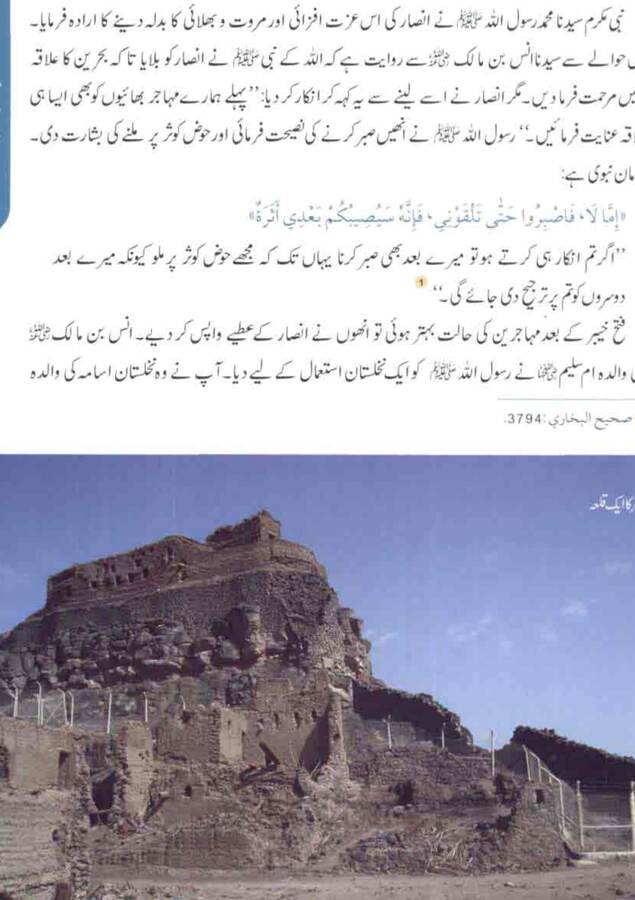 نبی مکرم سیدنا محمد رسول اللہ ﷺ نے انصار کی اس عزت افزائی اور مروت و بھلائی کا بدلہ دینے کا ارادہ فرمایا۔
حوالے سے سیدنا انس بن مالک رضی اللہ عنہ سے روایت ہے کہ اللہ کے نبی ﷺ نے انصار کو بلایا تاکہ بحرین کا علاقہ
مرحمت فرما دیں۔ مگر انصار نے اسے لینے سے یہ کہہ کر انکار کر دیا: ’’پہلے ہمارے مہاجر بھائیوں کو بھی ایسا ہی
عنایت فرمائیں۔‘‘ رسول اللہ ﷺ نے انھیں صبر کرنے کی نصیحت فرمائی اور حوض کوثر پر ملنے کی بشارت دی۔
نبوی ہے:
«إِمَّا لَا، فَاصْبِرُوا حَتَّى تَلْقَوْنِي، فَإِنَّهُ سَيُصِيبُكُمْ بَعْدِي أَثَرَةٌ»
’’اگر تم انکار ہی کرتے ہو تو میرے بعد بھی صبر کرنا یہاں تک کہ مجھے حوض کوثر پر ملو کیونکہ میرے بعد
دوسروں کو تم پر ترجیح دی جائے گی۔‘‘ 1
فتح خیبر کے بعد مہاجرین کی حالت بہتر ہوئی تو انھوں نے انصار کے عطیے واپس کر دیے۔ انس بن مالک رضی اللہ عنہ
والدہ ام سلیم رضی اللہ عنہا نے رسول اللہ ﷺ کو ایک نخلستان استعمال کے لیے دیا۔ آپ نے وہ نخلستان اسامہ کی والدہ
صحیح البخاري: 3794.
کا ایک قلعہ